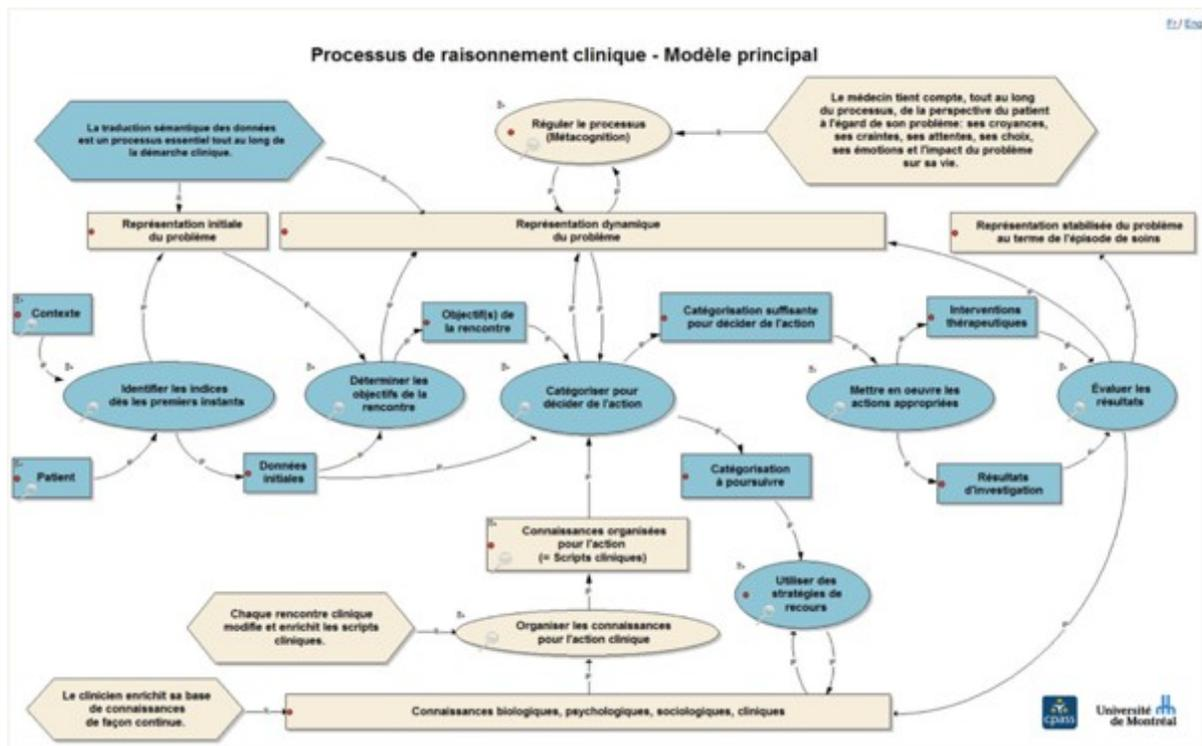 Fr/ Eng
Processus de raisonnement clinique - Modèle principal
La traduction sémantique des données
est un processus essentiel tout au long de
la démarche clinique.
Réguler le processus
(Métacognition)
Le médecin tient compte, tout au long
du processus, de la perspective du patient
à l'égard de son problème: ses croyances,
ses craintes, ses attentes, ses choix,
ses émotions et l'impact du problème
sur sa vie.
Représentation initiale
du problème
Représentation dynamique
du problème
Représentation stabilisée du problème
au terme de l'épisode de soins
Contexte
Objectif(s) de
la rencontre
Catégorisation suffisante
pour décider de l'action
Interventions
thérapeutiques
Identifier les indices
dès les premiers instants
Déterminer les
objectifs de la
rencontre
Catégoriser pour
décider de l'action
Mettre en oeuvre les
actions appropriées
Évaluer les
résultats
Patient
Données
initiales
Catégorisation
à poursuivre
Résultats
d'investigation
Connaissances organisées
pour l'action
(= Scripts cliniques)
Utiliser des
stratégies de
recours
Chaque rencontre clinique
modifie et enrichit les scripts
cliniques.
Organiser les connaissances
pour l'action clinique
Le clinicien enrichit sa base
de connaissances
de façon continue.
Connaissances biologiques, psychologiques, sociologiques, cliniques
cpass
Université
de Montréal